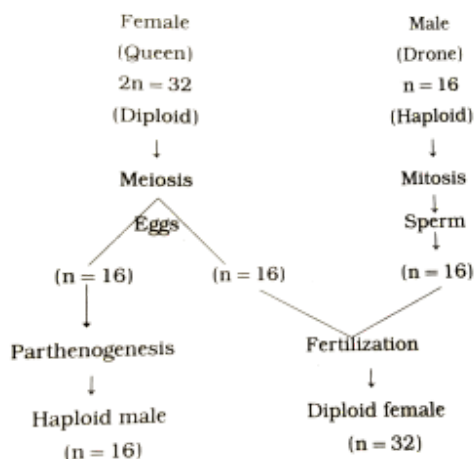 Female
(Queen)
2n = 32
(Diploid)
Meiosis
Eggs
(n = 16)
(n = 16)
Parthenogenesis
Haploid male
(n = 16)
Male
(Drone)
n = 16
(Haploid)
Mitosis
Sperm
(n = 16)
Fertilization
Diploid female
(n = 32)